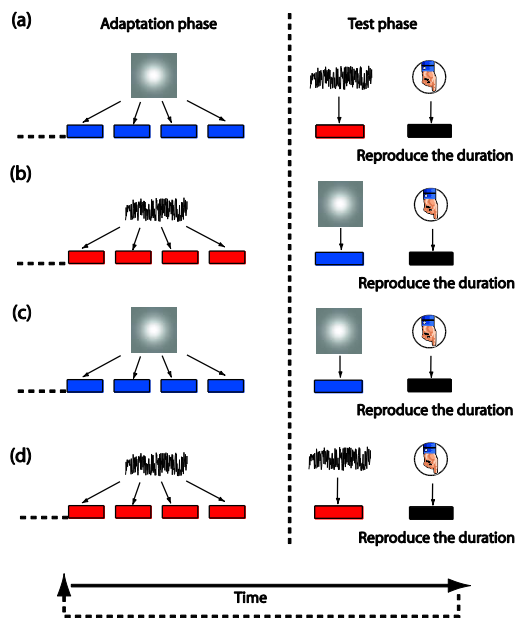 (a)
Adaptation phase
Test phase
Reproduce the duration
(b)
Reproduce the duration
(c)
Reproduce the duration
(d)
Reproduce the duration
Time